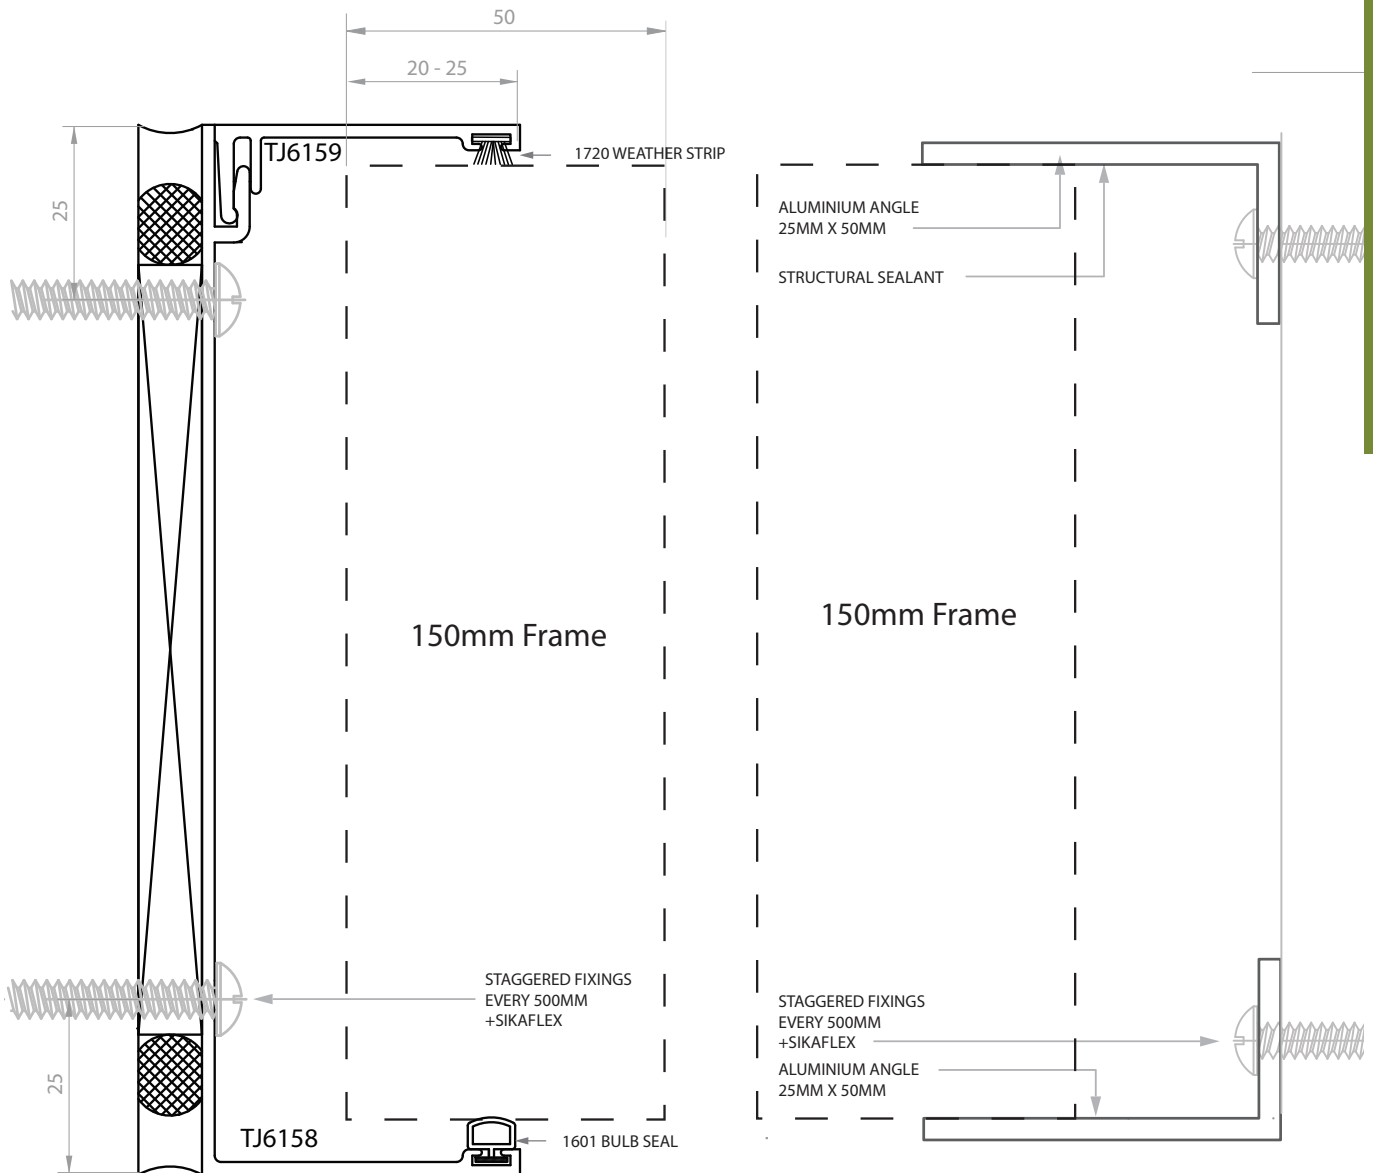 50
20 - 25
TJ6159
1720 WEATHER STRIP
25
ALUMINIUM ANGLE
25MM X 50MM
STRUCTURAL SEALANT
150mm Frame
150mm Frame
STAGGERED FIXINGS
EVERY 500MM
+SIKAFLEX
STAGGERED FIXINGS
EVERY 500MM
+SIKAFLEX
ALUMINIUM ANGLE
25MM X 50MM
25
TJ6158
1601 BULB SEAL